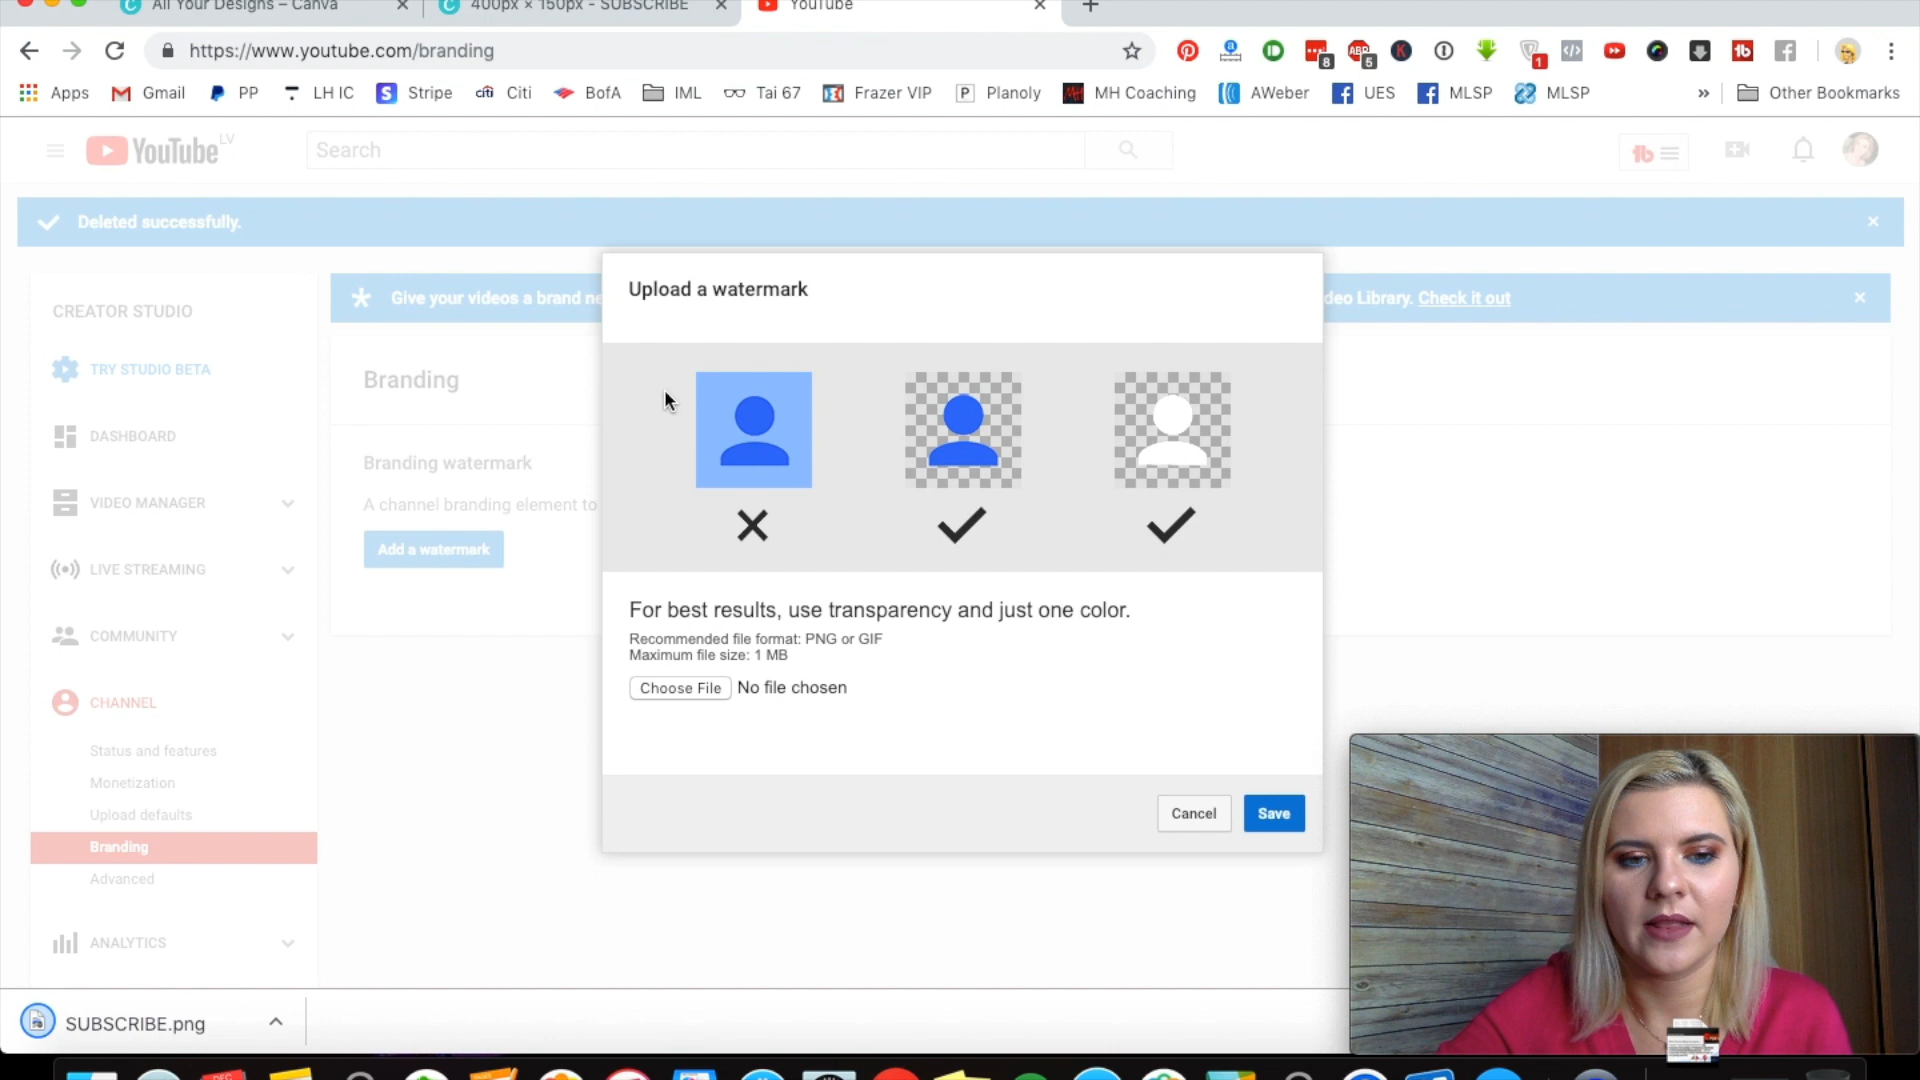 All Your Designs – Canva
400px × 150px - SUBSCRIBE
YouTube
https://www.youtube.com/branding
8
5
1
Apps
Gmail
PP
LH IC
Stripe
Citi
BofA
IML
Tai 67
Frazer VIP
Planoly
MH Coaching
AWeber
UES
MLSP
MLSP
»
Other Bookmarks
YouTube LV
Search
Deleted successfully.
Give your videos a brand ne
deo Library. Check it out
CREATOR STUDIO
TRY STUDIO BETA
DASHBOARD
VIDEO MANAGER
LIVE STREAMING
COMMUNITY
CHANNEL
Status and features
Monetization
Upload defaults
Branding
Advanced
ANALYTICS
Branding
Branding watermark
A channel branding element to
Add a watermark
Upload a watermark
For best results, use transparency and just one color.
Recommended file format: PNG or GIF
Maximum file size: 1 MB
Choose File No file chosen
Cancel
Save
SUBSCRIBE.png